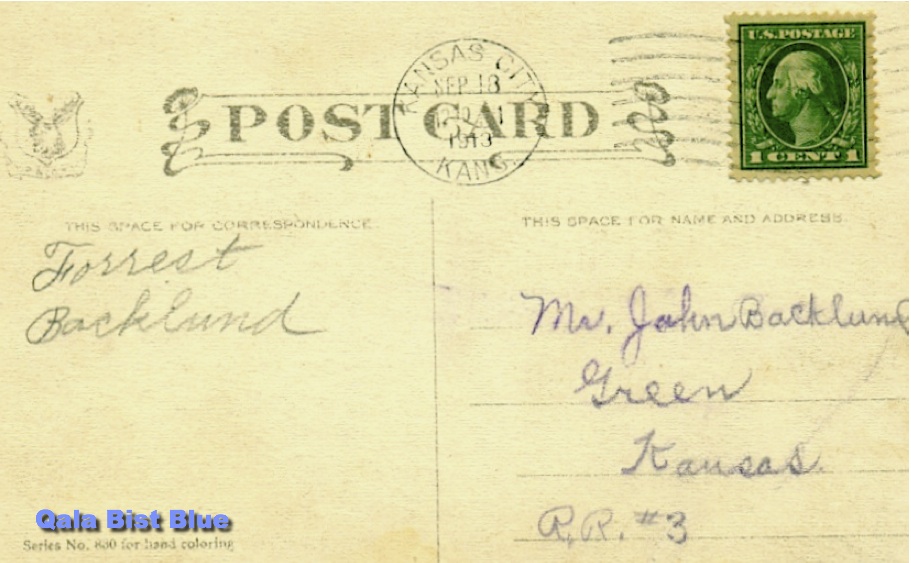 POST CARD
KANSAS CITY
SEP 18
1913
KANS.
U.S. POSTAGE
1 CENT 1
THIS SPACE FOR CORRESPONDENCE
THIS SPACE FOR NAME AND ADDRESS.
Forrest
Backlund
Mr. John Backlund
Green
Kansas
R.R. #3
Qala Bist Blue
Series No. 830 for hand coloring